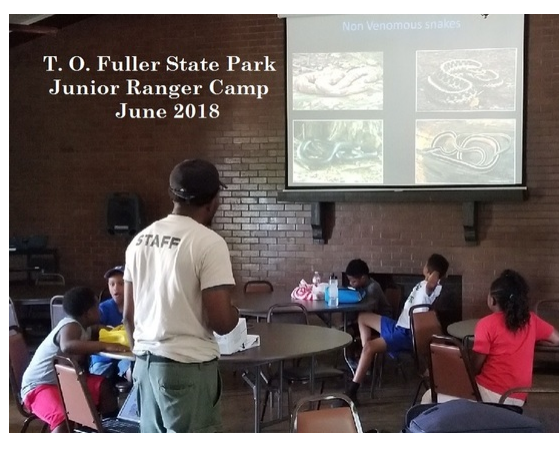 Non Venomous snakes
T. O. Fuller State Park
Junior Ranger Camp
June 2018
STAFF